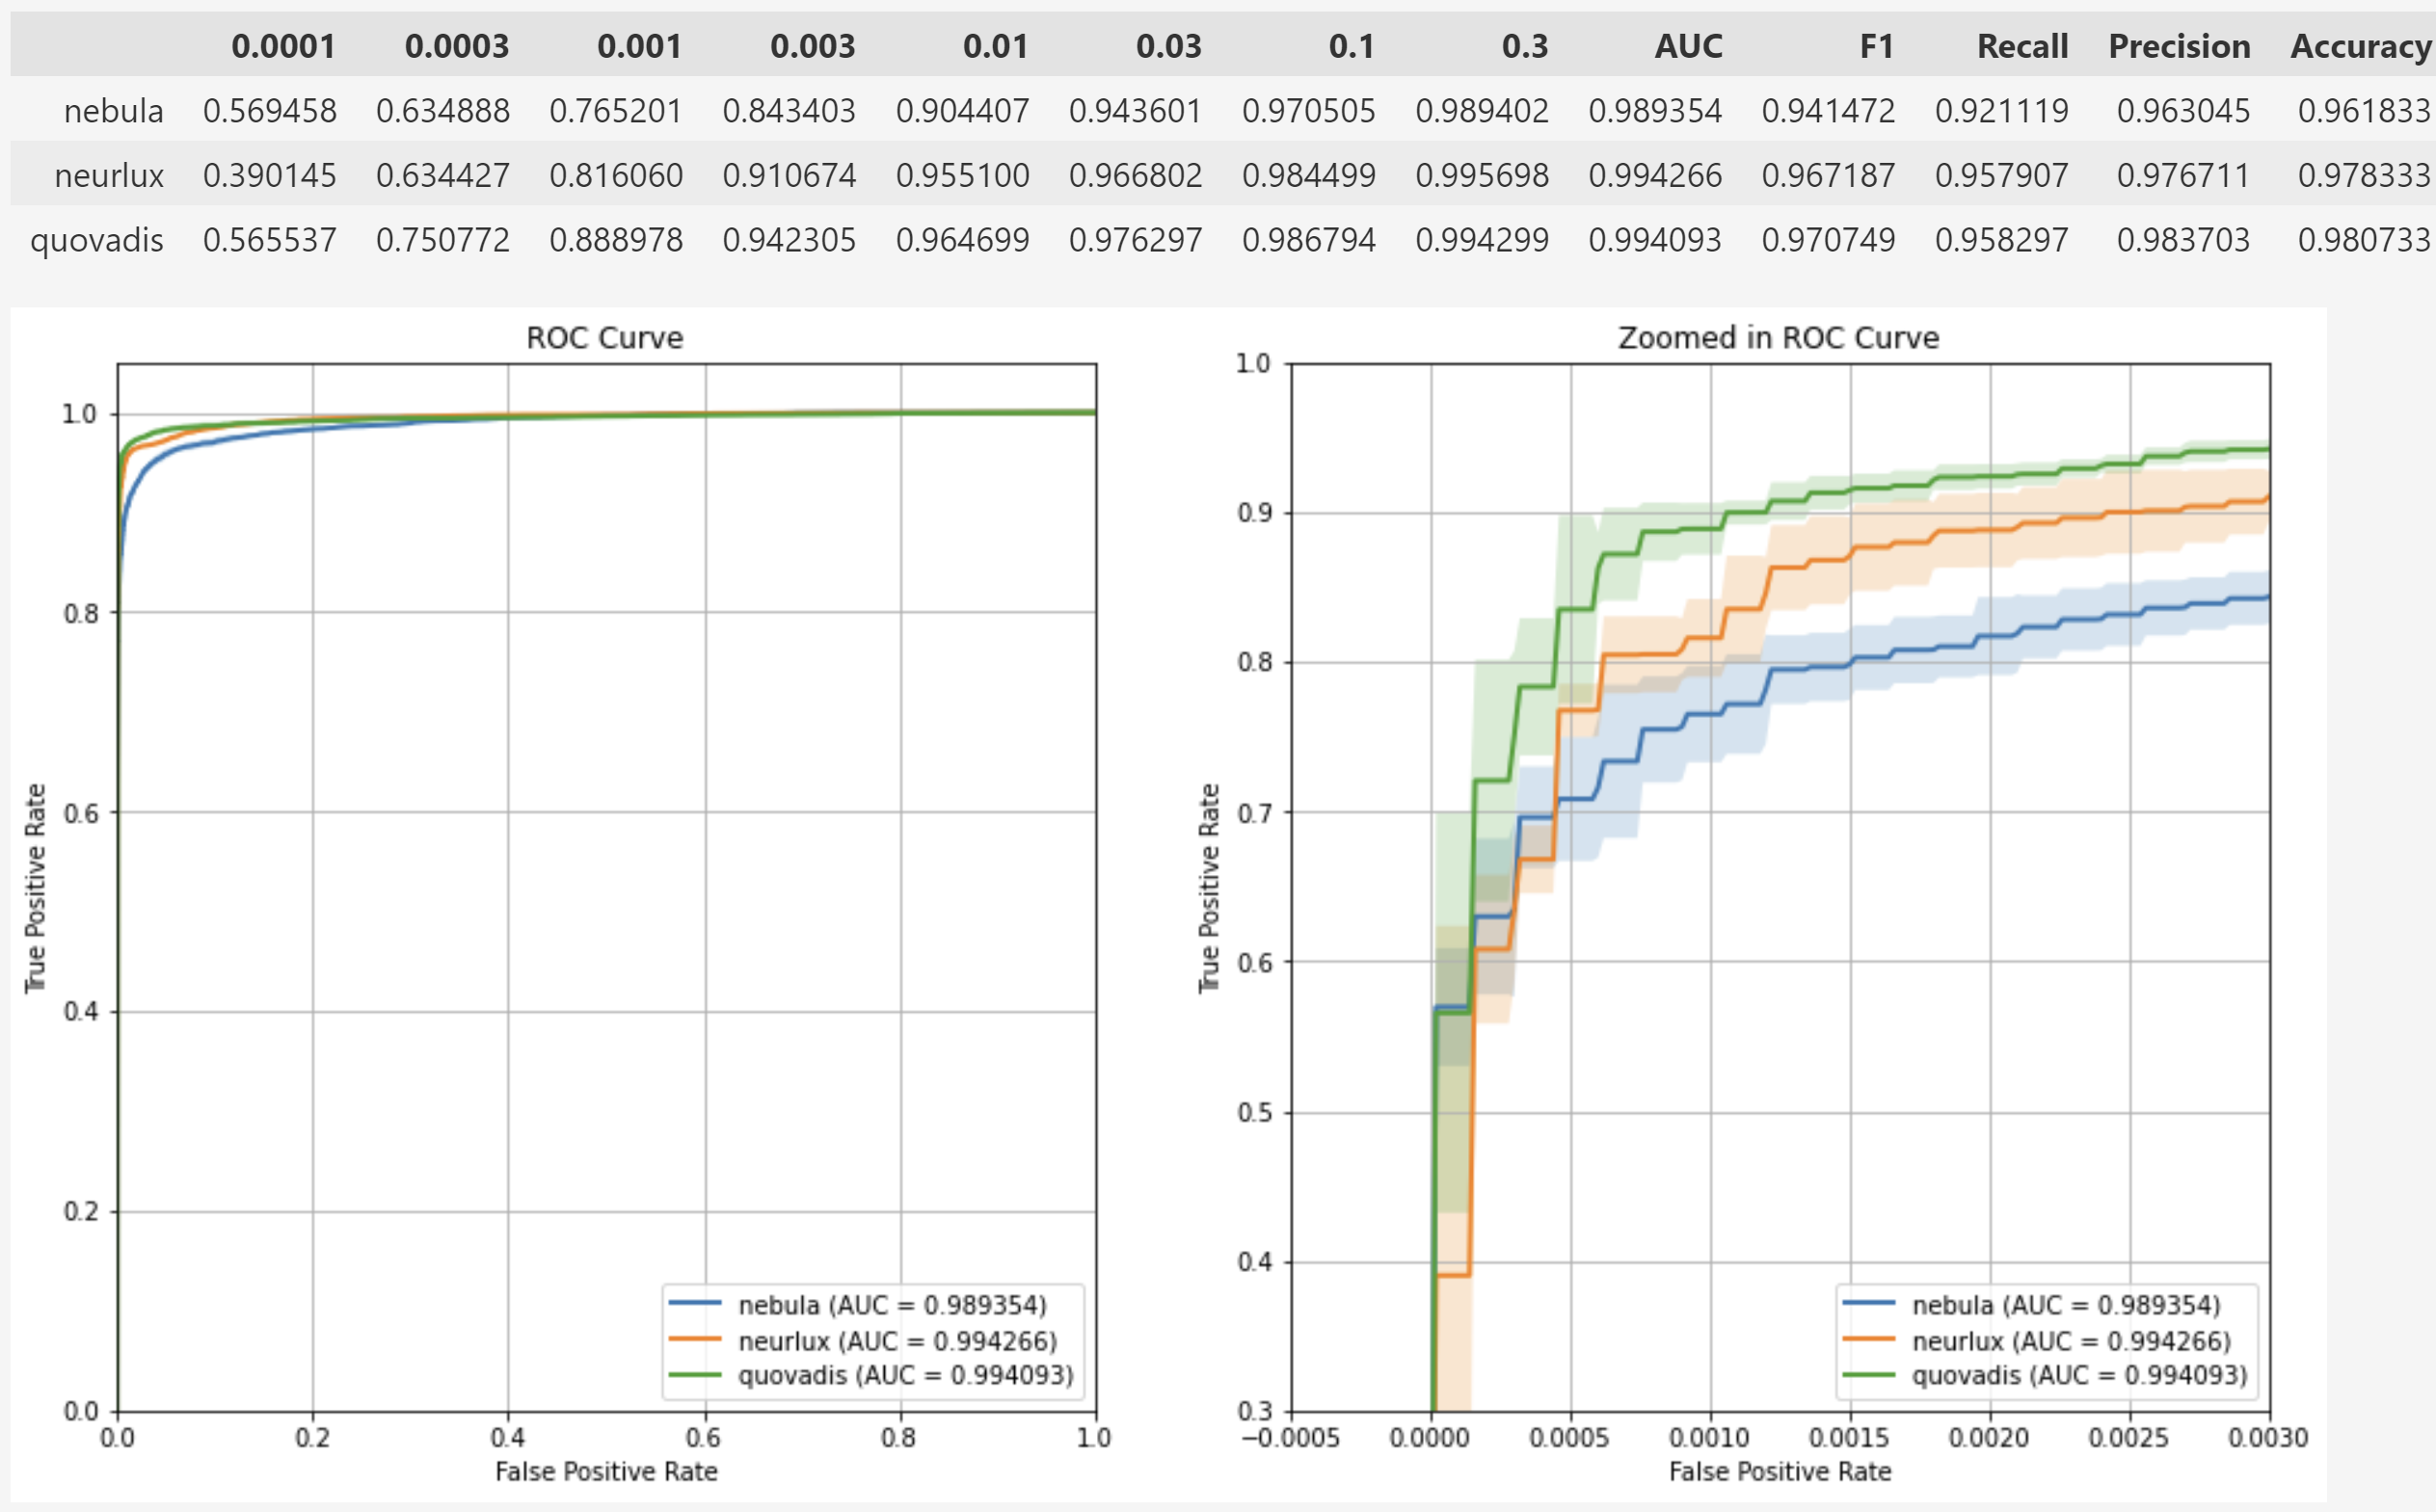 0.0001 0.0003 0.001 0.003 0.01 0.03 0.1 0.3 AUC F1 Recall Precision Accuracy
nebula 0.569458 0.634888 0.765201 0.843403 0.904407 0.943601 0.970505 0.989402 0.989354 0.941472 0.921119 0.963045 0.961833
neurlux 0.390145 0.634427 0.816060 0.910674 0.955100 0.966802 0.984499 0.995698 0.994266 0.967187 0.957907 0.976711 0.978333
quovadis 0.565537 0.750772 0.888978 0.942305 0.964699 0.976297 0.986794 0.994299 0.994093 0.970749 0.958297 0.983703 0.980733
ROC Curve
1.0
0.8
0.6
0.4
0.2
0.0
True Positive Rate
nebula (AUC = 0.989354)
neurlux (AUC = 0.994266)
quovadis (AUC = 0.994093)
0.0 0.2 0.4 0.6 0.8 1.0
False Positive Rate
Zoomed in ROC Curve
1.0
0.9
0.8
0.7
0.6
0.5
0.4
0.3
True Positive Rate
nebula (AUC = 0.989354)
neurlux (AUC = 0.994266)
quovadis (AUC = 0.994093)
−0.0005 0.0000 0.0005 0.0010 0.0015 0.0020 0.0025 0.0030
False Positive Rate